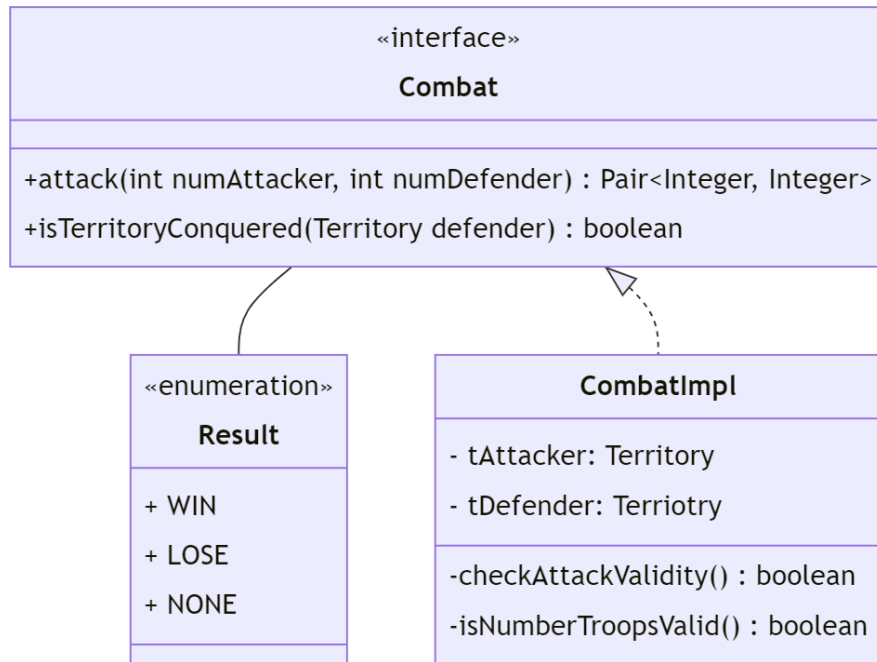 «interface»
Combat
+attack(int numAttacker, int numDefender) : Pair<Integer, Integer>
+isTerritoryConquered(Territory defender) : boolean
«enumeration»
Result
+ WIN
+ LOSE
+ NONE
CombatImpl
- tAttacker: Territory
- tDefender: Terriotry
-checkAttackValidity() : boolean
-isNumberTroopsValid() : boolean